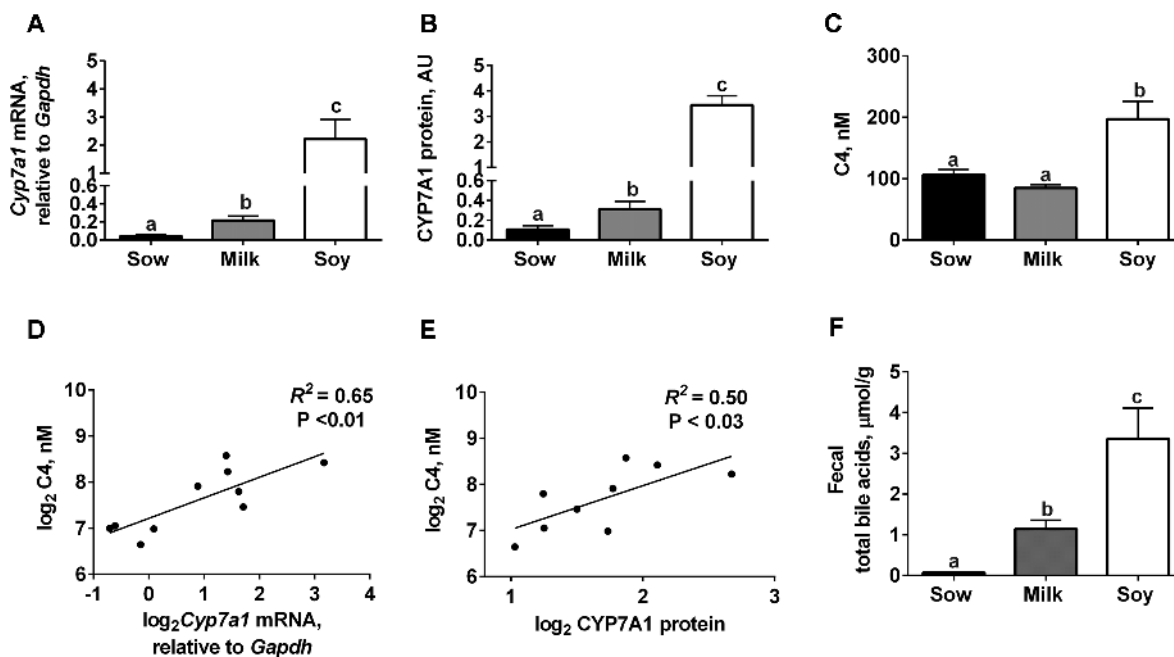 A
Cyp7a1 mRNA,
relative to Gapdh
5
4
3
2
1
0.6
0.4
0.2
0.0
a
b
c
Sow Milk Soy
B
CYP7A1 protein, AU
5
4
3
2
1
0.6
0.4
0.2
0.0
a
b
c
Sow Milk Soy
C
C4, nM
300
200
100
0
a
a
b
Sow Milk Soy
D
log2 C4, nM
10
9
8
7
6
R2 = 0.65
P <0.01
-1 0 1 2 3 4
log2Cyp7a1 mRNA,
relative to Gapdh
E
log2 C4, nM
10
9
8
7
6
R2 = 0.50
P < 0.03
1 2 3
log2 CYP7A1 protein
F
Fecal
total bile acids, µmol/g
5
4
3
2
1
0
a
b
c
Sow Milk Soy